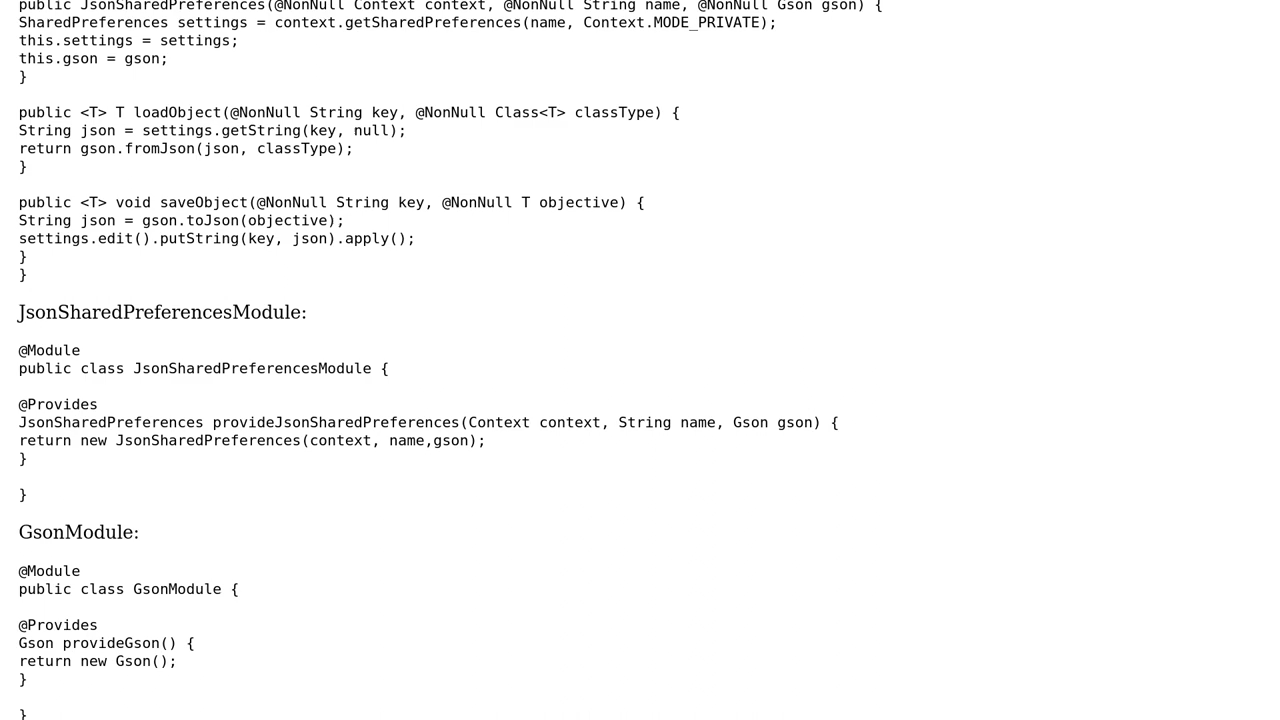 public JsonSharedPreferences(@NonNull Context context, @NonNull String name, @NonNull Gson gson) {
SharedPreferences settings = context.getSharedPreferences(name, Context.MODE_PRIVATE);
this.settings = settings;
this.gson = gson;
}
public <T> T loadObject(@NonNull String key, @NonNull Class<T> classType) {
String json = settings.getString(key, null);
return gson.fromJson(json, classType);
}
public <T> void saveObject(@NonNull String key, @NonNull T objective) {
String json = gson.toJson(objective);
settings.edit().putString(key, json).apply();
}
}
JsonSharedPreferencesModule:
@Module
public class JsonSharedPreferencesModule {
@Provides
JsonSharedPreferences provideJsonSharedPreferences(Context context, String name, Gson gson) {
return new JsonSharedPreferences(context, name,gson);
}
}
GsonModule:
@Module
public class GsonModule {
@Provides
Gson provideGson() {
return new Gson();
}
}